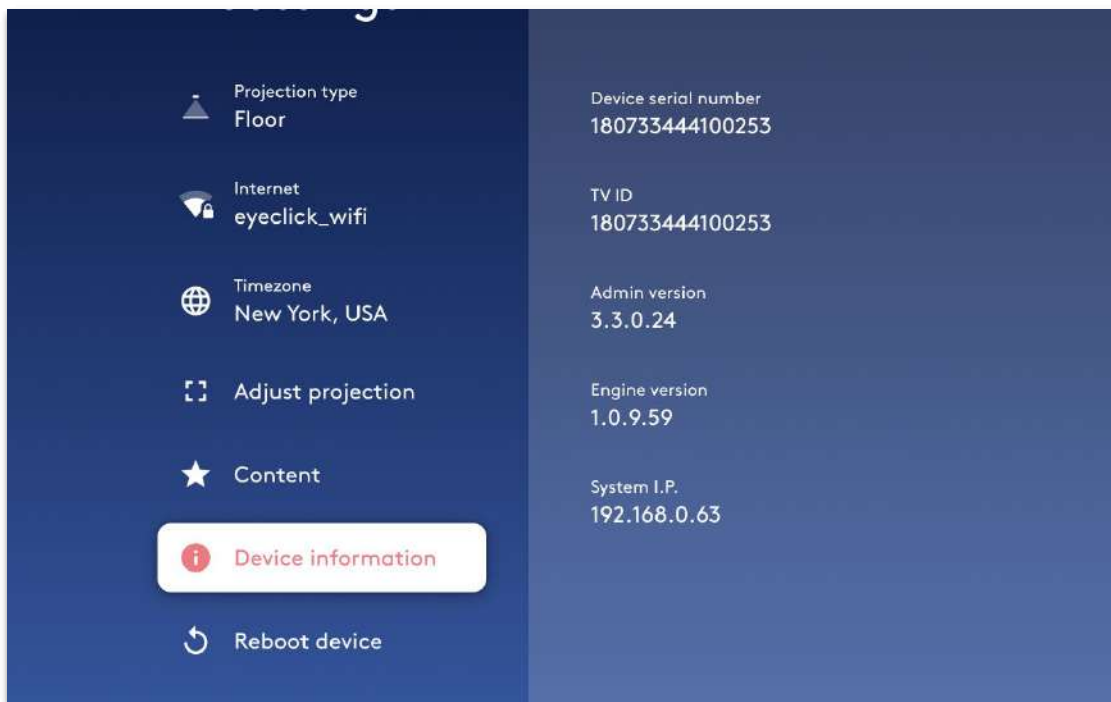 Projection type
Floor
Internet
eyeclick_wifi
Timezone
New York, USA
Adjust projection
Content
Device information
Reboot device
Device serial number
180733444100253
TV ID
180733444100253
Admin version
3.3.0.24
Engine version
1.0.9.59
System I.P.
192.168.0.63